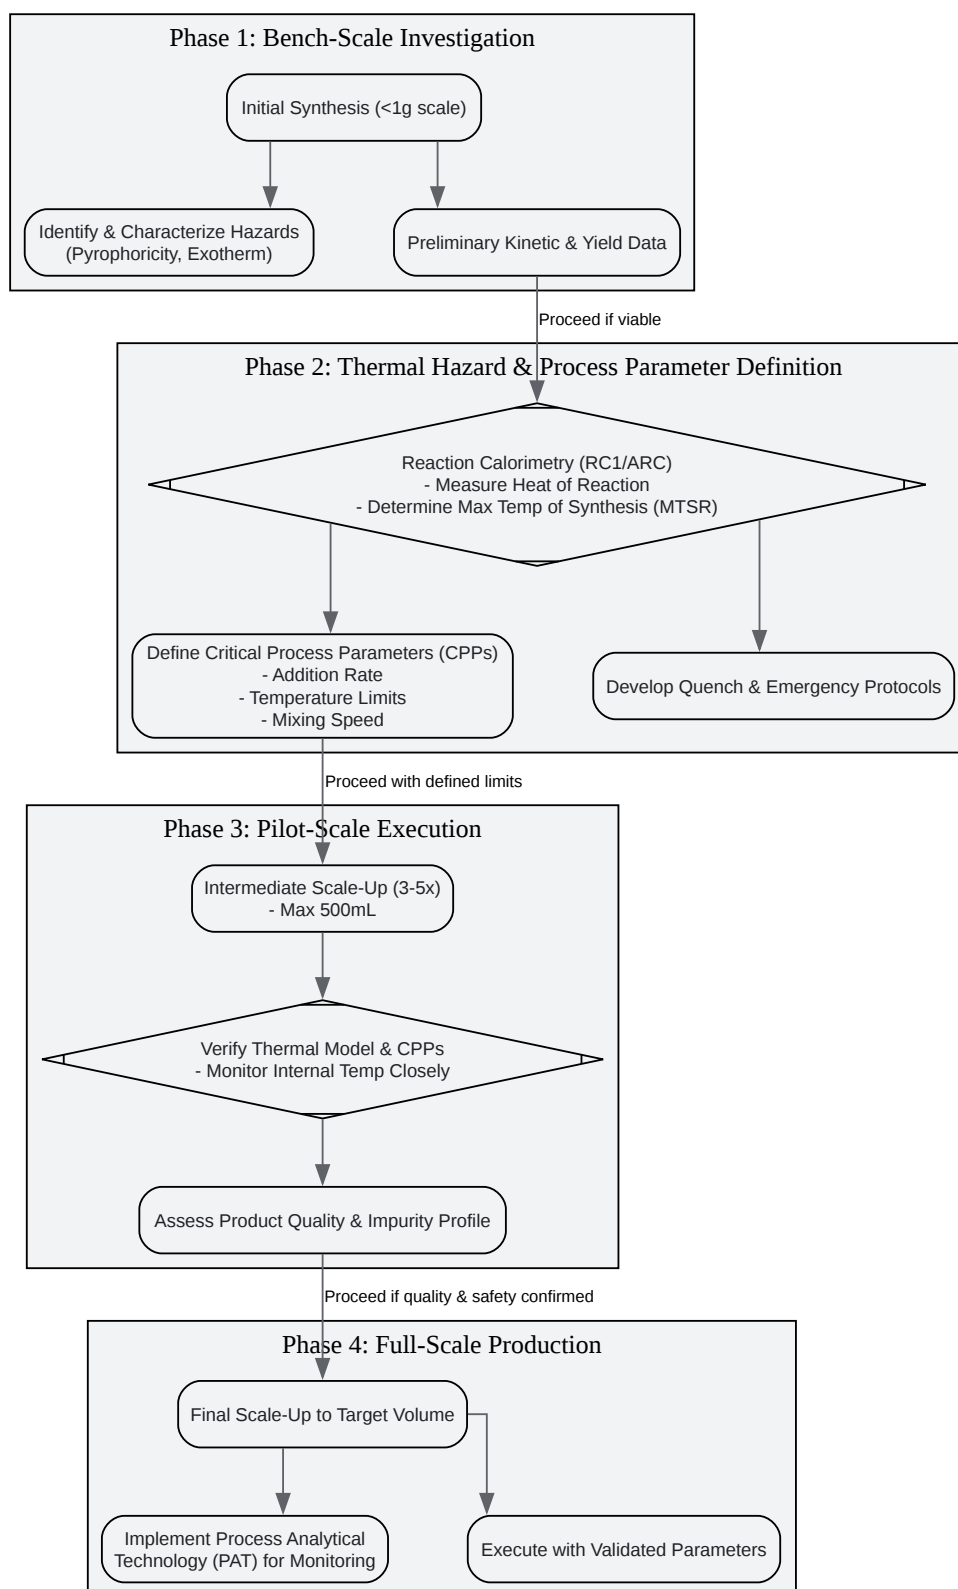 Phase 1: Bench-Scale Investigation
Initial Synthesis (<1g scale)
Identify & Characterize Hazards
(Pyrophoricity, Exotherm)
Preliminary Kinetic & Yield Data
Proceed if viable
Phase 2: Thermal Hazard & Process Parameter Definition
Reaction Calorimetry (RC1/ARC)
- Measure Heat of Reaction
- Determine Max Temp of Synthesis (MTSR)
Define Critical Process Parameters (CPPs)
- Addition Rate
- Temperature Limits
- Mixing Speed
Develop Quench & Emergency Protocols
Proceed with defined limits
Phase 3: Pilot-Scale Execution
Intermediate Scale-Up (3-5x)
- Max 500mL
Verify Thermal Model & CPPs
- Monitor Internal Temp Closely
Assess Product Quality & Impurity Profile
Proceed if quality & safety confirmed
Phase 4: Full-Scale Production
Final Scale-Up to Target Volume
Implement Process Analytical
Technology (PAT) for Monitoring
Execute with Validated Parameters